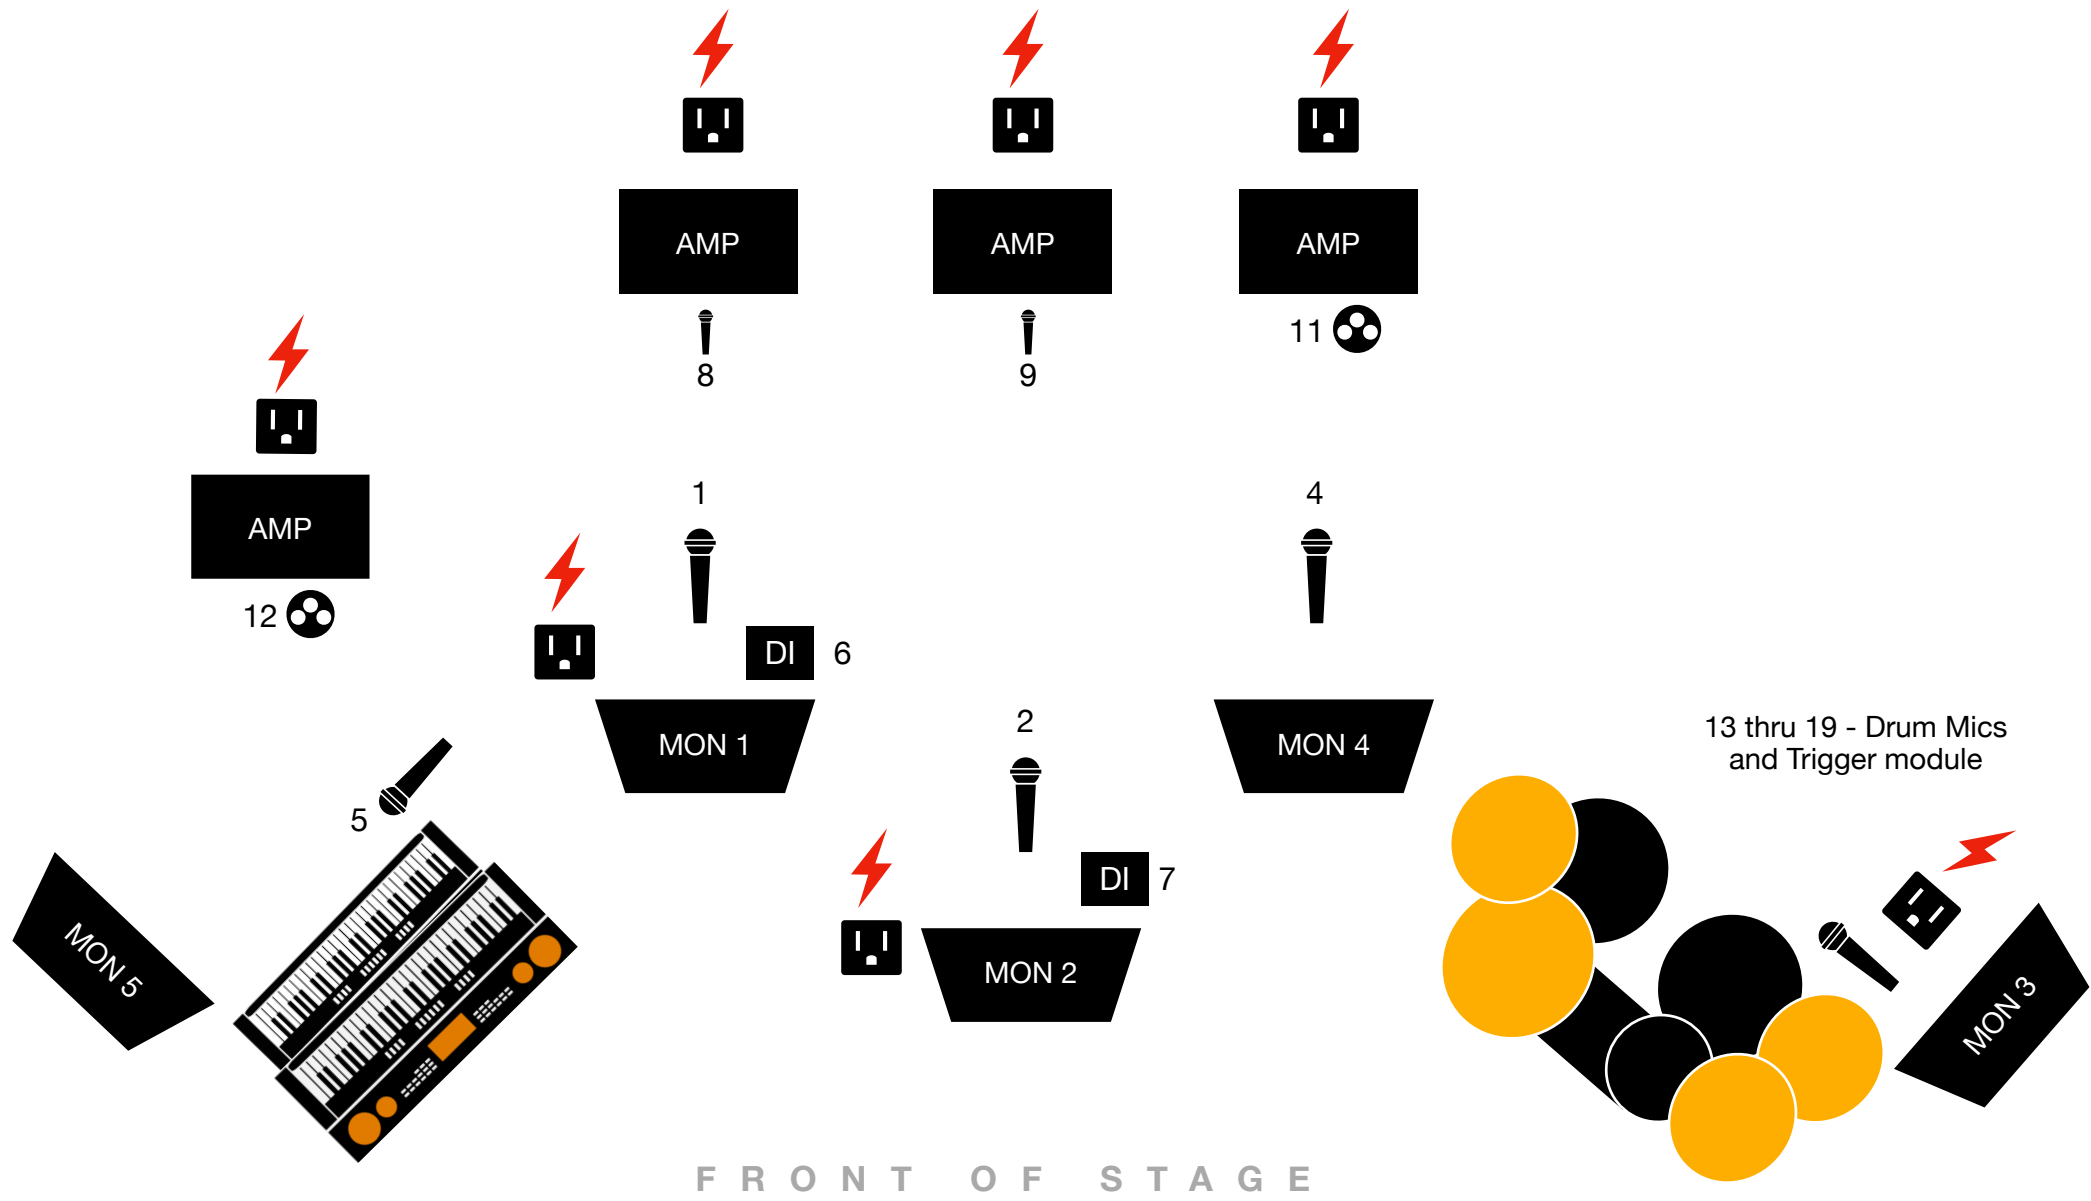 AMP
AMP
AMP
11
8
9
AMP
1
4
12
DI
6
MON 1
2
MON 4
13 thru 19 - Drum Mics
and Trigger module
5
DI
7
MON 5
MON 2
MON 3
FRONT OF STAGE